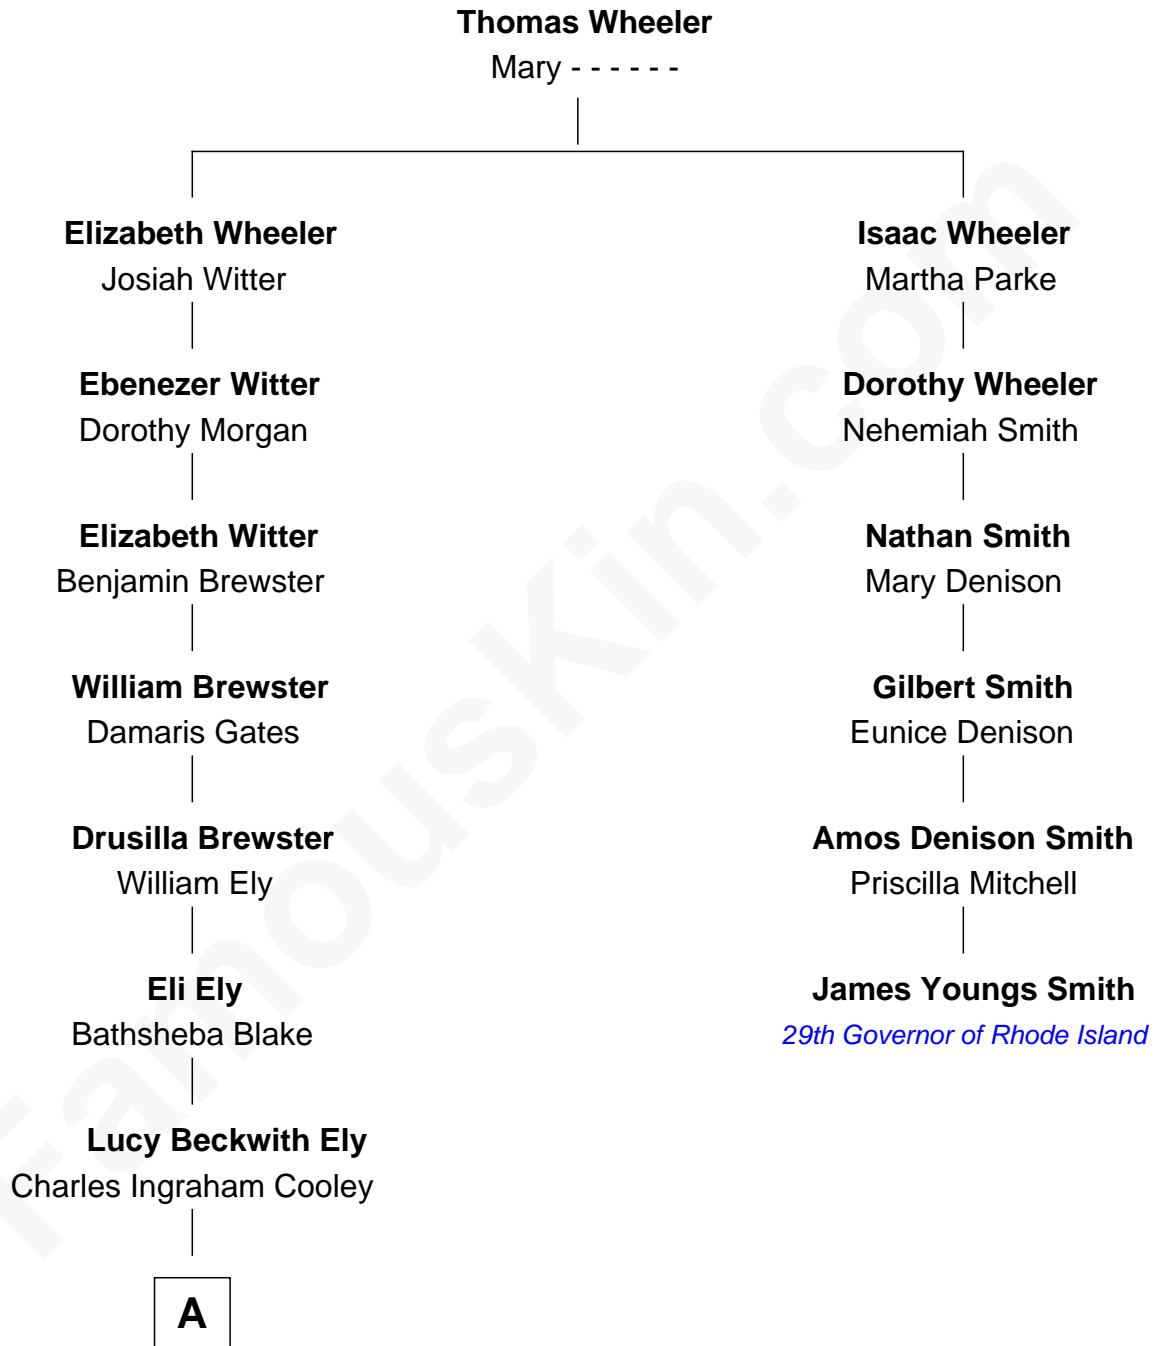 Thomas Wheeler
Mary - - - - - -
Elizabeth Wheeler
Josiah Witter
Isaac Wheeler
Martha Parke
Ebenezer Witter
Dorothy Morgan
Dorothy Wheeler
Nehemiah Smith
Elizabeth Witter
Benjamin Brewster
Nathan Smith
Mary Denison
William Brewster
Damaris Gates
Gilbert Smith
Eunice Denison
Drusilla Brewster
William Ely
Amos Denison Smith
Priscilla Mitchell
Eli Ely
Bathsheba Blake
James Youngs Smith
29th Governor of Rhode Island
Lucy Beckwith Ely
Charles Ingraham Cooley
A
FamousKin.com